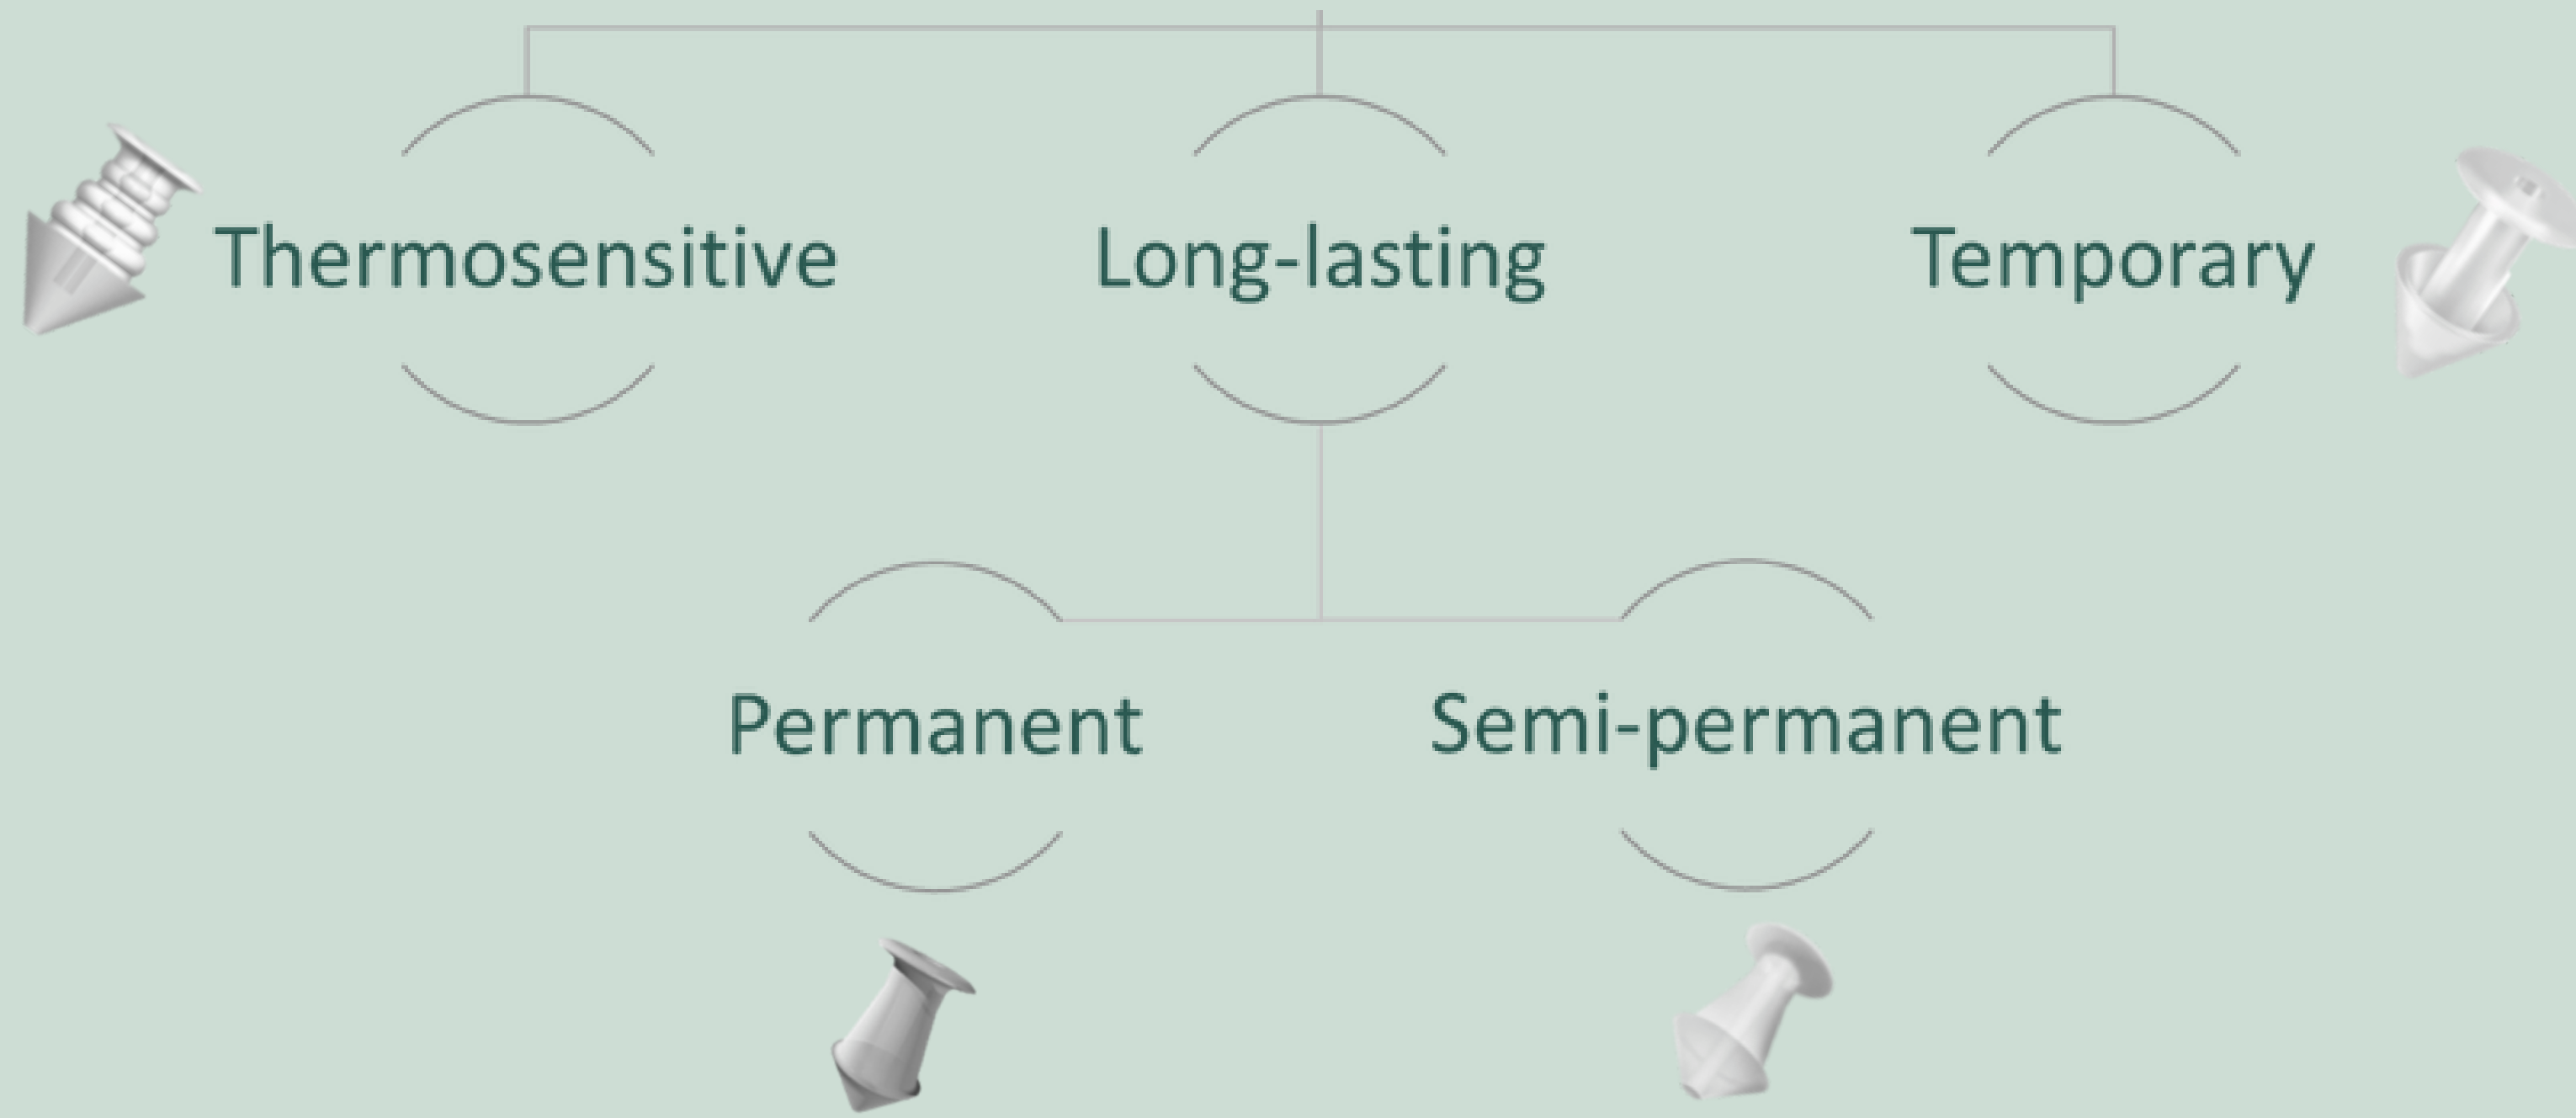 Thermosensitive
Long-lasting
Temporary
Permanent
Semi-permanent